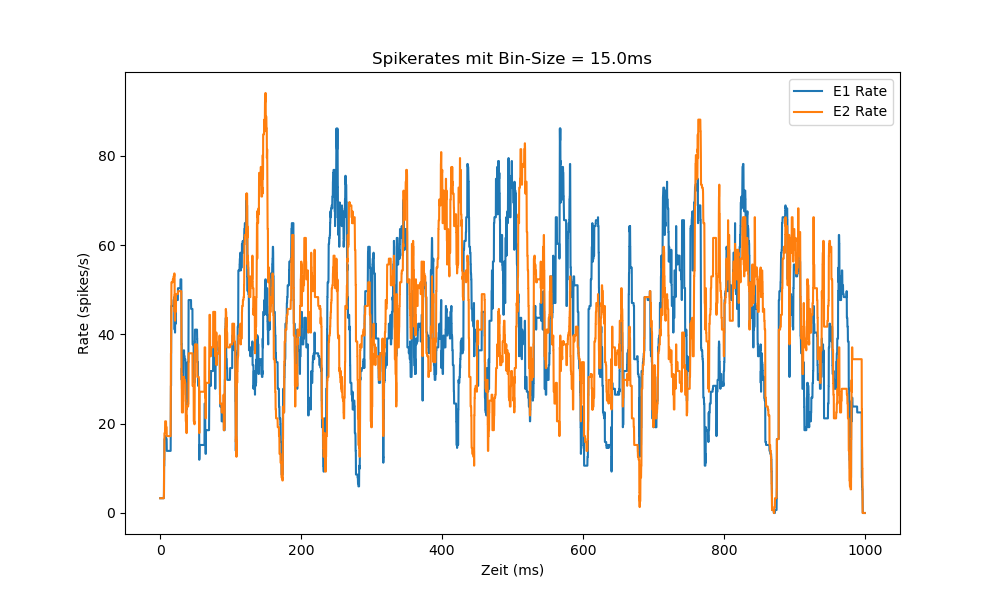 Spikerates mit Bin-Size = 15.0ms
E1 Rate
E2 Rate
80
60
40
20
0
Rate (spikes/s)
0 200 400 600 800 1000
Zeit (ms)